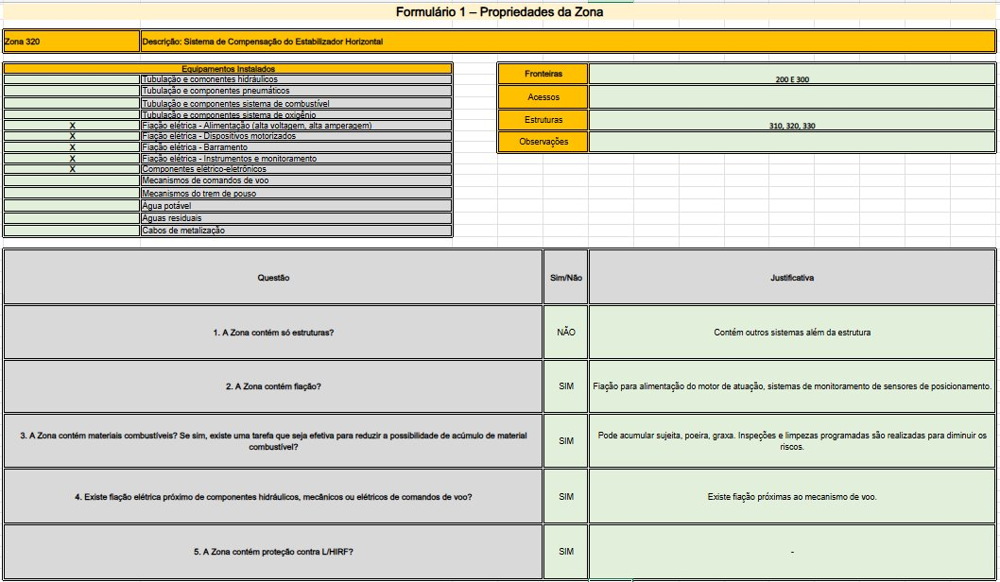 Formulário 1 – Propriedades da Zona
Zona 320 Descrição: Sistema de Compensação do Estabilizador Horizontal
Equipamentos Instalados
Tubulação e comonentes hidráulicos
Tubulação e componentes pneumáticos
Tubulação e componentes sistema de combustível
Tubulação e componentes sistema de oxigênio
X Fiação elétrica - Alimentação (alta voltagem, alta amperagem)
X Fiação elétrica - Dispositivos motorizados
X Fiação elétrica - Barramento
X Fiação elétrica - Instrumentos e monitoramento
X Componentes elétrico-eletrônicos
Mecanismos de comandos de voo
Mecanismos do trem de pouso
Água potável
Águas residuais
Cabos de metalização
Fronteiras 200 E 300
Acessos
Estruturas 310, 320, 330
Observações
Questão Sim/Não Justificativa
1. A Zona contém só estruturas? NÃO Contém outros sistemas além da estrutura
2. A Zona contém fiação? SIM Fiação para alimentação do motor de atuação, sistemas de monitoramento de sensores de posicionamento.
3. A Zona contém materiais combustíveis? Se sim, existe uma tarefa que seja efetiva para reduzir a possibilidade de acúmulo de material
combustível?
SIM
Pode acumular sujeita, poeira, graxa. Inspeções e limpezas programadas são realizadas para diminuir os
riscos.
4. Existe fiação elétrica próximo de componentes hidráulicos, mecânicos ou elétricos de comandos de voo? SIM Existe fiação próximas ao mecanismo de voo.
5. A Zona contém proteção contra L/HIRF? SIM -